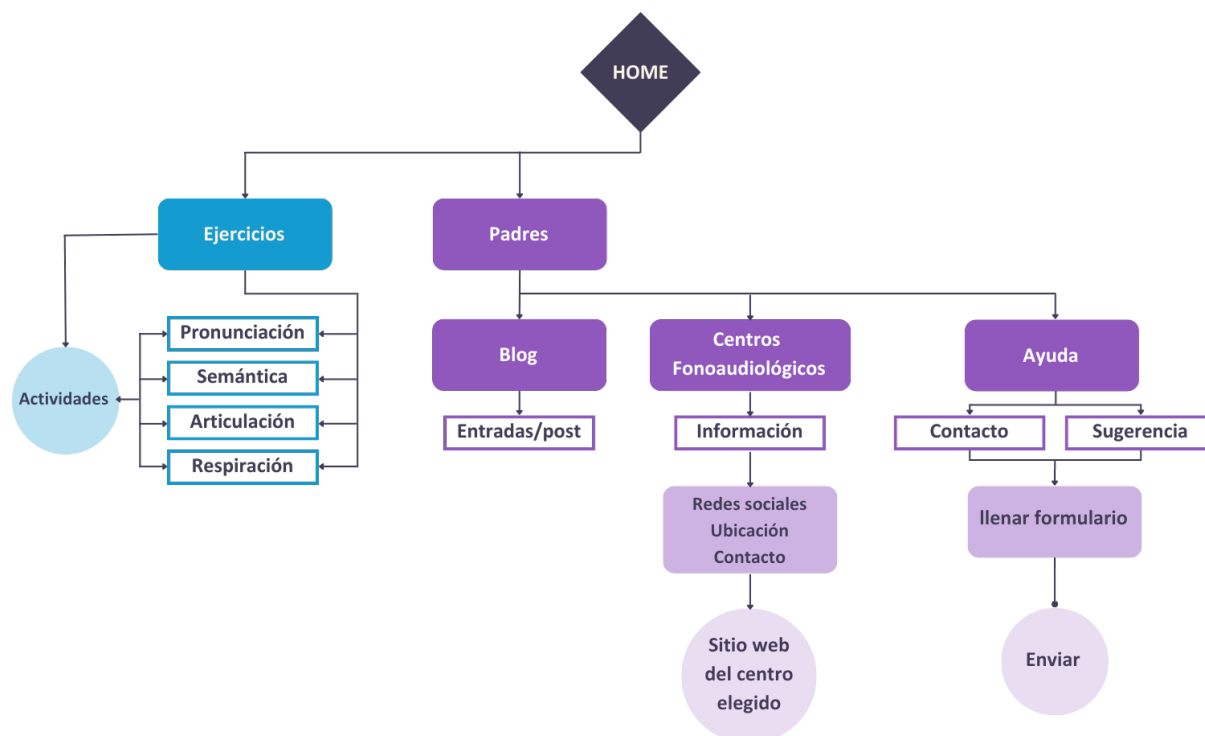 HOME
Ejercicios
Padres
Pronunciación
Semántica
Articulación
Respiración
Actividades
Blog
Entradas/post
Centros
Fonoaudiológicos
Información
Redes sociales
Ubicación
Contacto
Sitio web
del centro
elegido
Ayuda
Contacto
Sugerencia
llenar formulario
Enviar